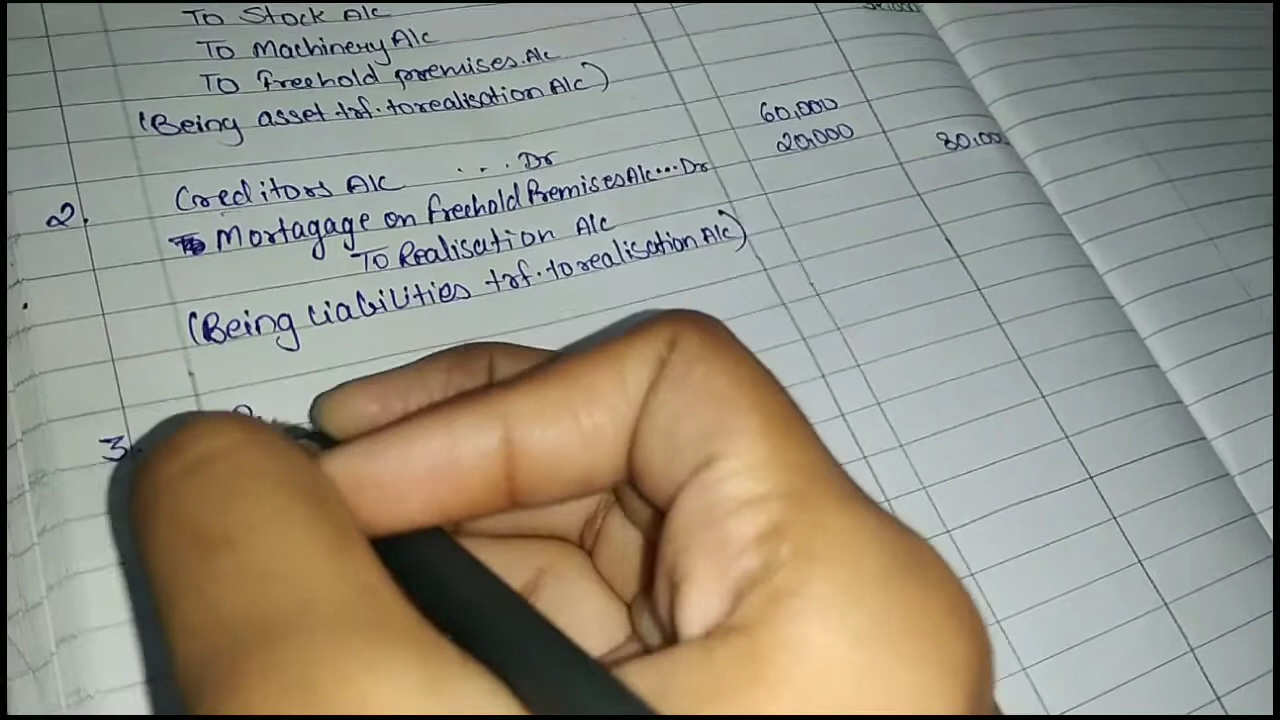 To Stock A/c
To Machinery A/c
To Freehold premises A/c
(Being asset trf. to realisation A/c)
2. Creditors A/c ... Dr 60,000
Mortagage on freehold Premises A/c ... Dr 20,000
To Realisation A/c 80,000
(Being liabilities trf. to realisation A/c)
3.